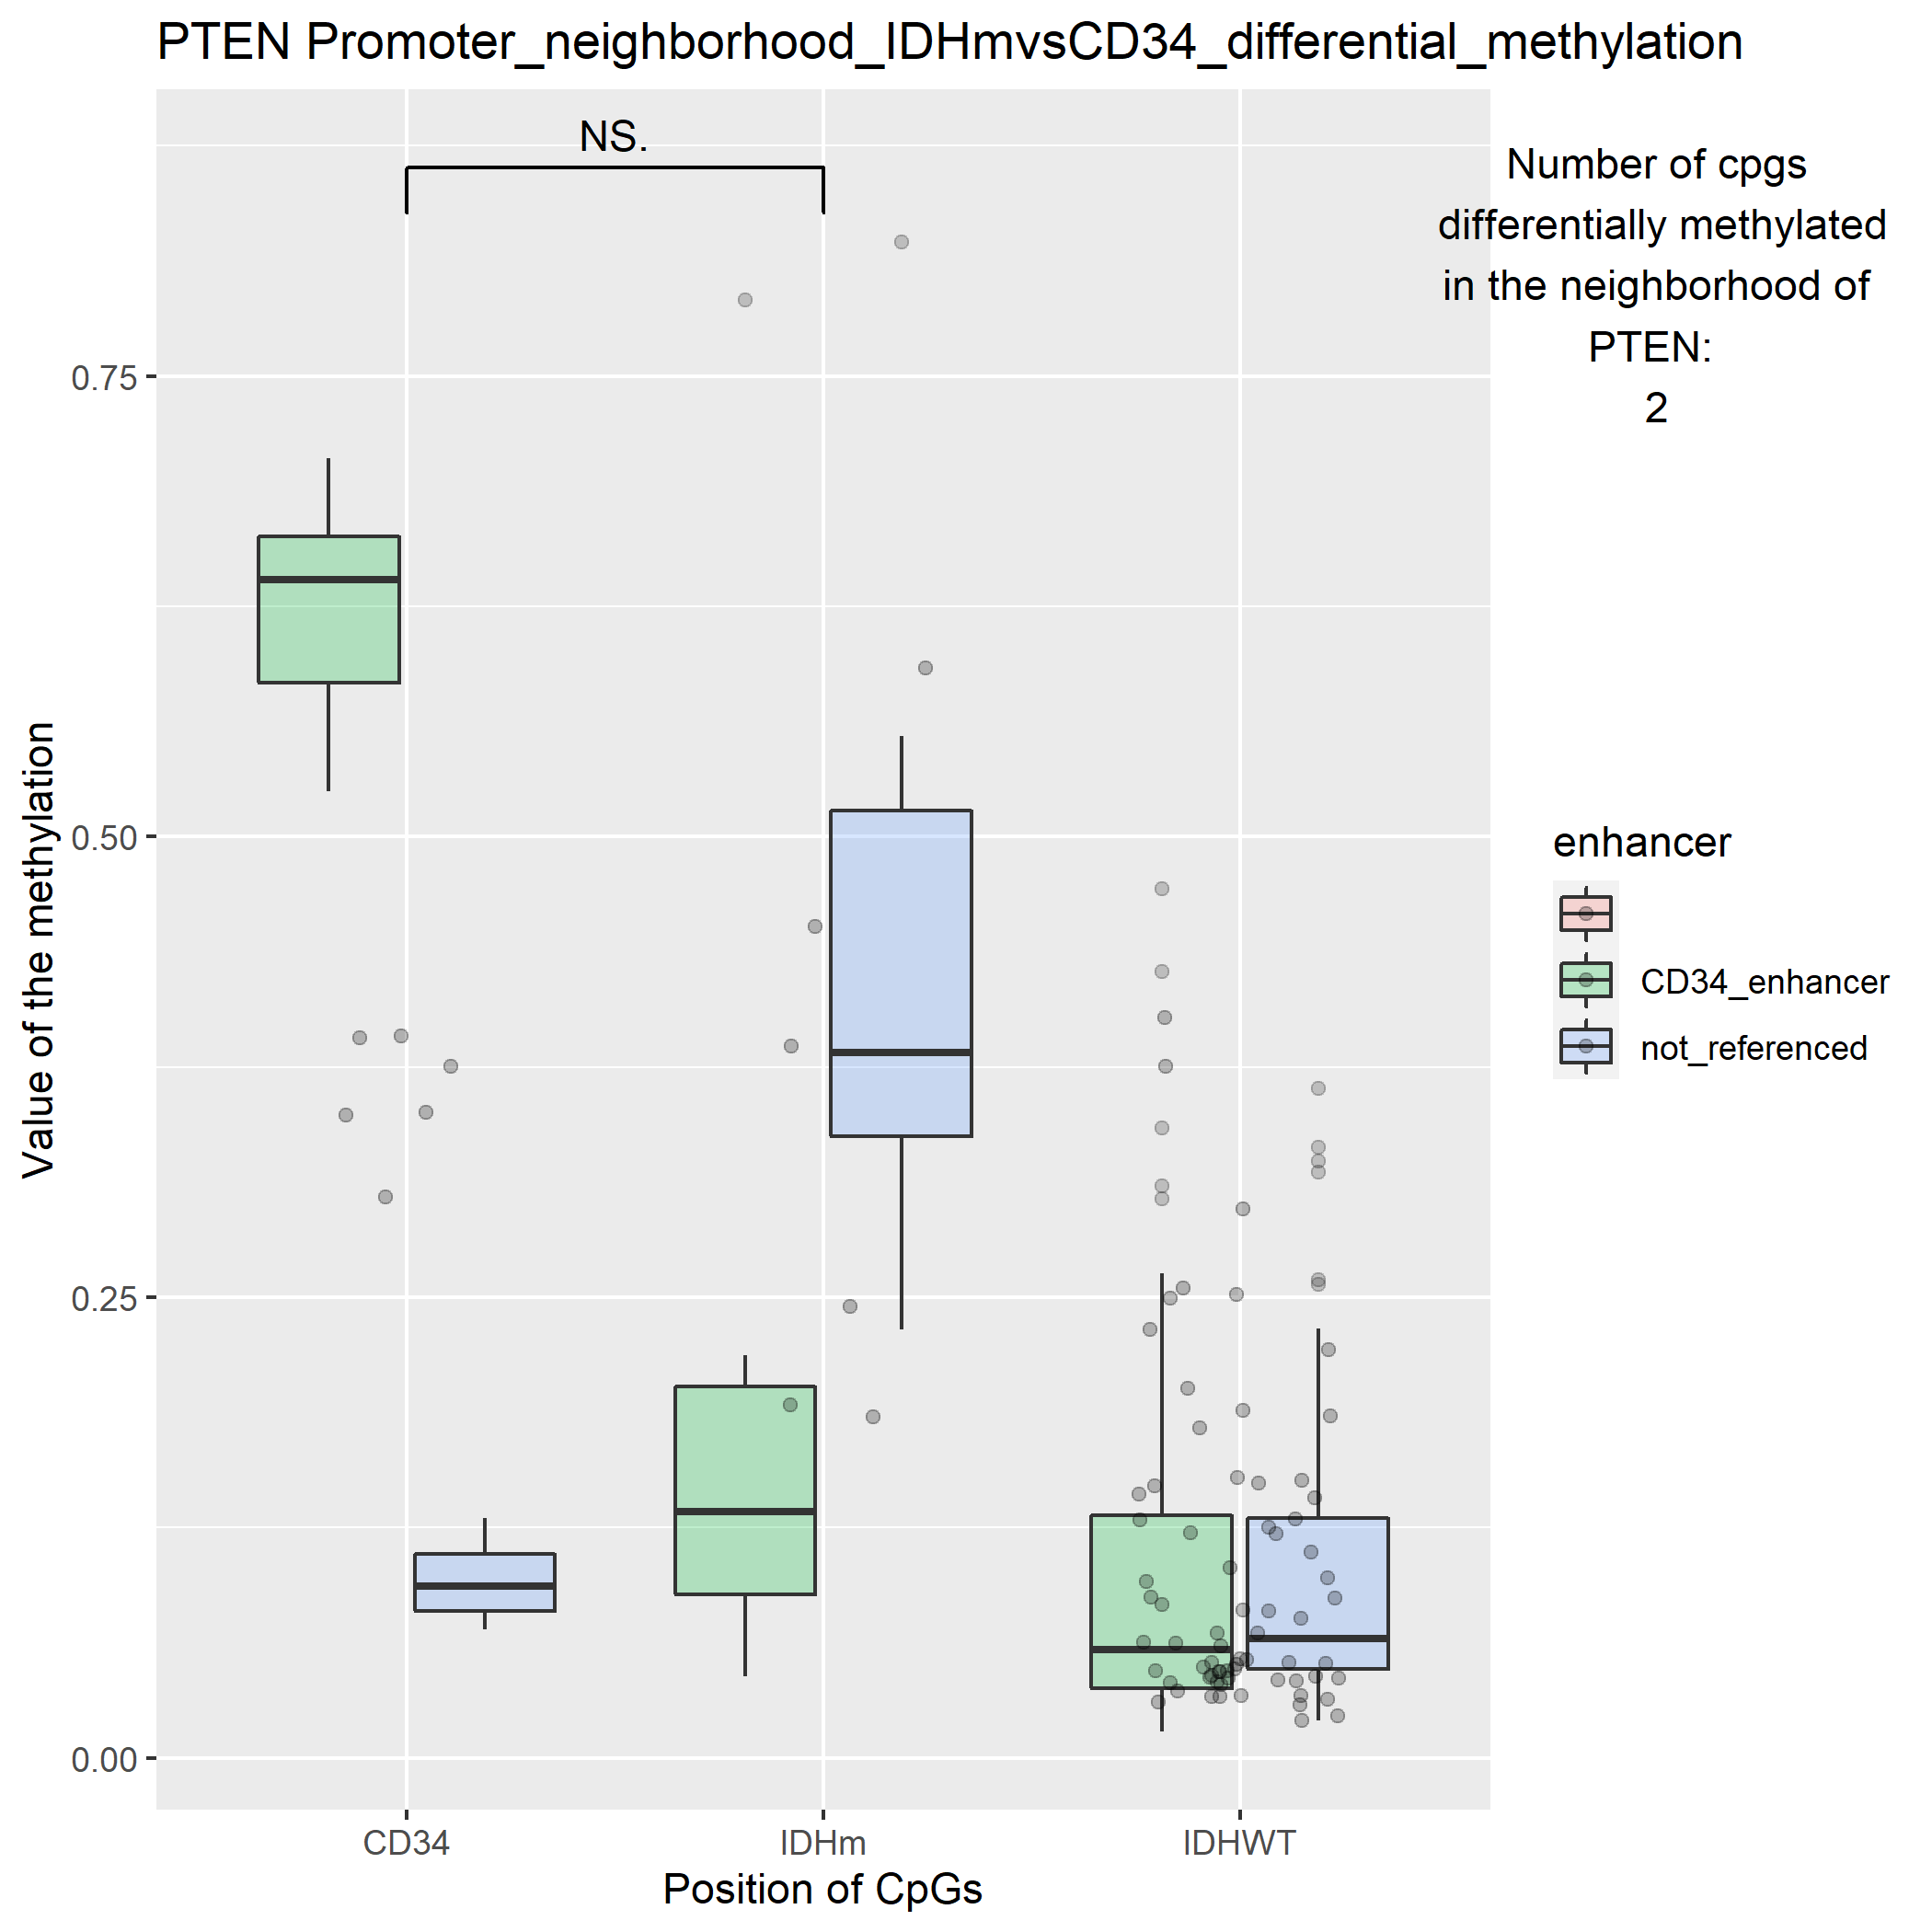 PTEN Promoter_neighborhood_IDHmvsCD34_differential_methylation
NS.
Number of cpgs
differentially methylated
in the neighborhood of
PTEN:
2
Value of the methylation
0.75
0.50
0.25
0.00
enhancer
CD34_enhancer
not_referenced
CD34
IDHm
IDHWT
Position of CpGs